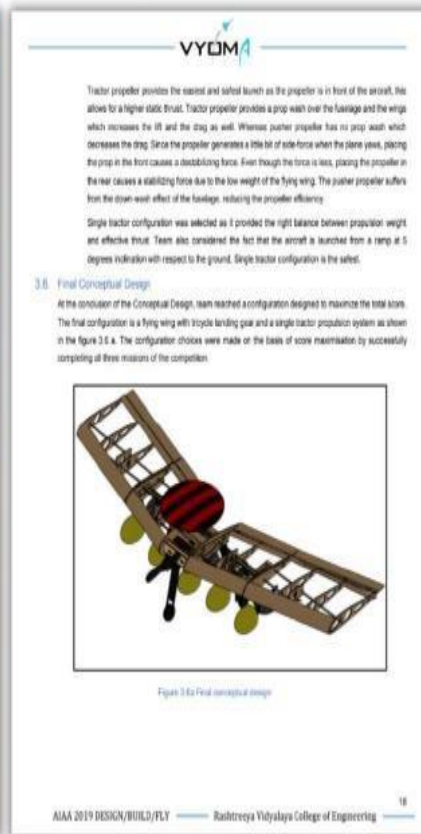 VYOMA
Tractor propeller provides the easiest and safest launch as the propeller is in front of the aircraft, this
allows for a higher static thrust. Tractor propeller provides a prop wash over the fuselage and the wings
which increases the lift and the drag as well. Whereas pusher propeller has no prop wash which
decreases the drag. Since the propeller generates a little bit of side-force when the plane yaws, placing
the prop in the front causes a destabilizing force. Even though the force is less, placing the propeller in
the rear causes a stabilizing force due to the low weight of the flying wing. The pusher propeller suffers
from the down wash effect of the fuselage, reducing the propeller efficiency.
Single tractor configuration was selected as it provided the right balance between propulsion weight
and effective thrust. Team also considered the fact that the aircraft is launched from a ramp at 5
degrees inclination with respect to the ground. Single tractor configuration is the safest.
3.6. Final Conceptual Design
At the conclusion of the Conceptual Design, team reached a configuration designed to maximize the total score.
The final configuration is a flying wing with tricycle landing gear and a single tractor propulsion system as shown
in the figure 3.6 a. The configuration choices were made on the basis of score maximisation by successfully
completing all three missions of the competition
Figure 3.6a Final conceptual design
18
AIAA 2019 DESIGN/BUILD/FLY Rashtreeya Vidyalaya College of Engineering